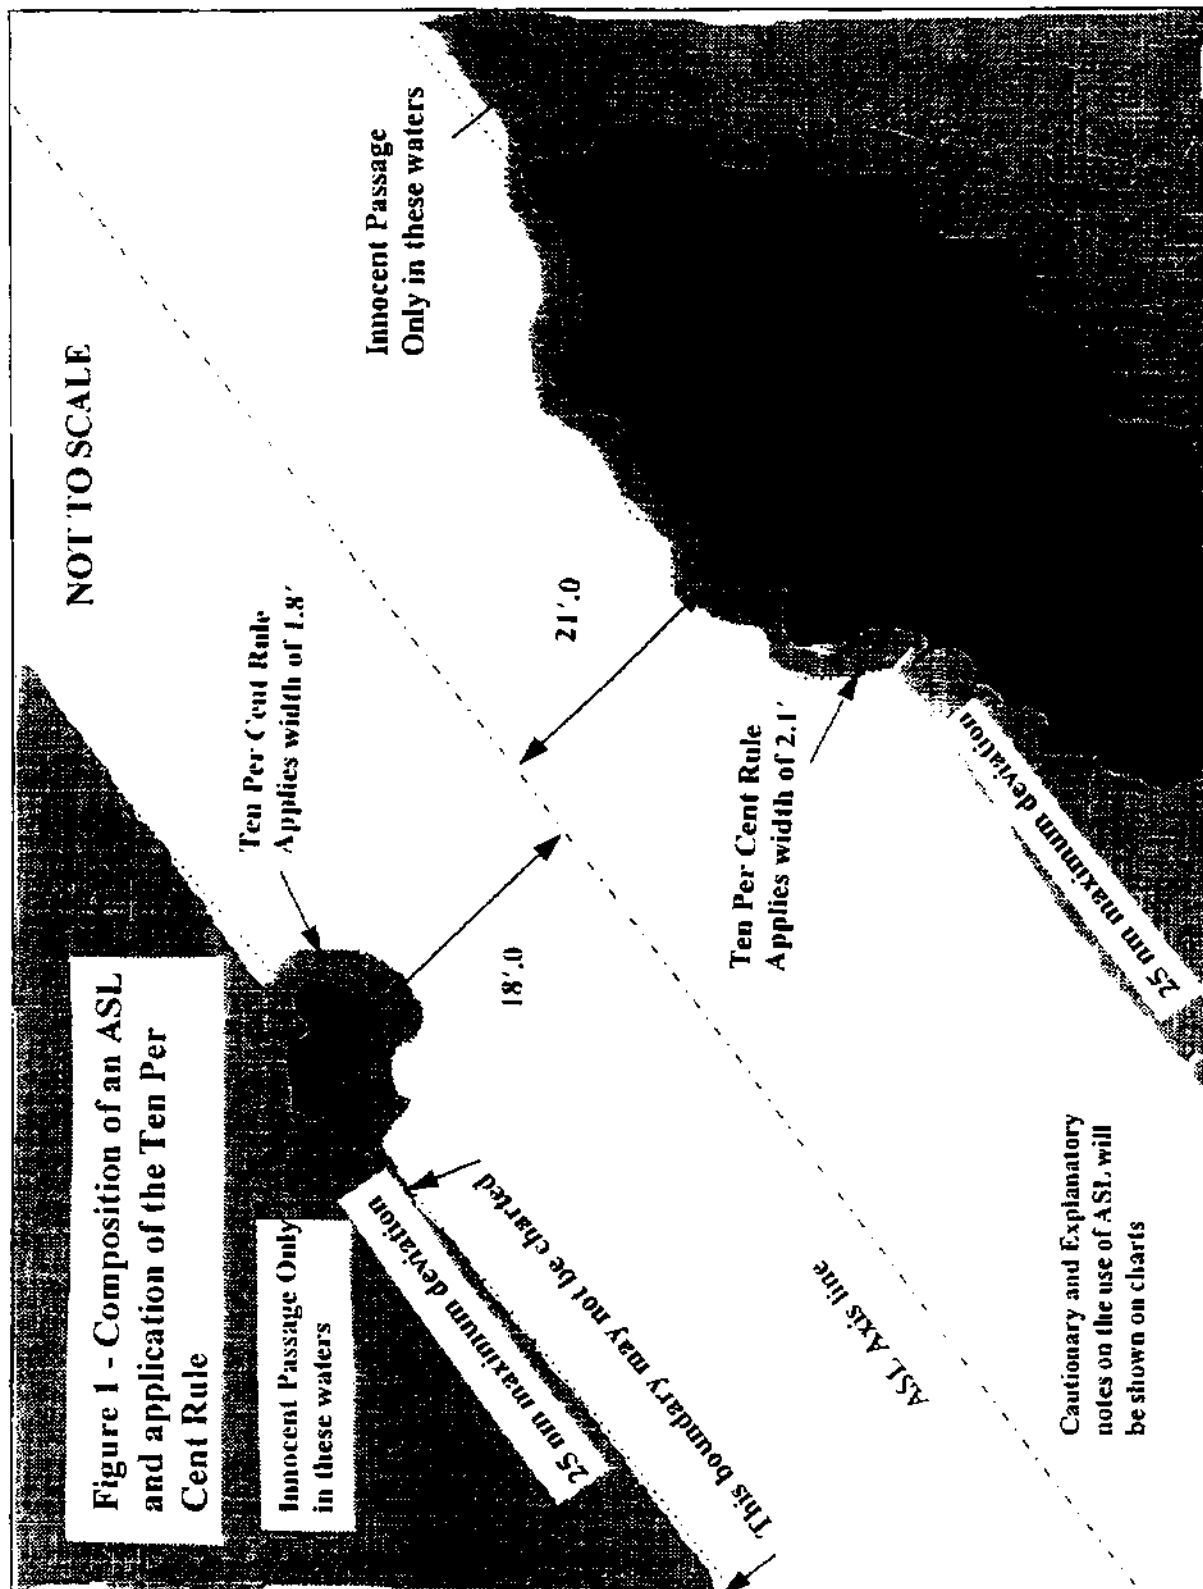 Figure 1 - Composition of an ASL
and application of the Ten Per
Cent Rule
NOT TO SCALE
Innocent Passage Only
in these waters
Ten Per Cent Rule
Applies width of 1.8'
Innocent Passage
Only in these waters
25 nm maximum deviation
18'.0
21'.0
This boundary may not be charted
Ten Per Cent Rule
Applies width of 2.1'
ASL Axis line
25 nm maximum deviation
Cautionary and Explanatory
notes on the use of ASL will
be shown on charts